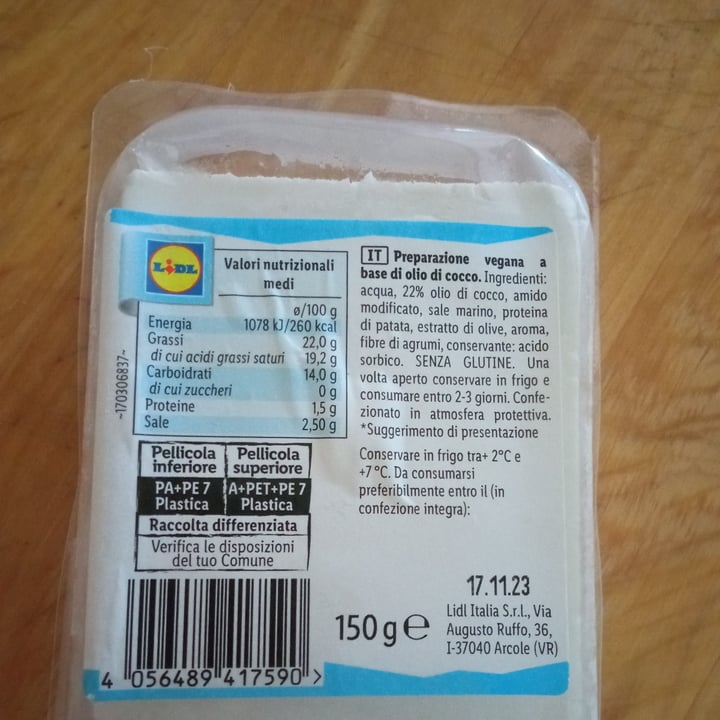 LIDL
Valori nutrizionali
medi
ø/100 g
Energia 1078 kJ/260 kcal
Grassi 22,0 g
di cui acidi grassi saturi 19,2 g
Carboidrati 14,0 g
di cui zuccheri 0 g
Proteine 1,5 g
Sale 2,50 g
~170306837~
Pellicola inferiore
Pellicola superiore
PA+PE 7
Plastica
A+PET+PE 7
Plastica
Raccolta differenziata
Verifica le disposizioni
del tuo Comune
4 056489 417590 >
IT Preparazione vegana a
base di olio di cocco. Ingredienti:
acqua, 22% olio di cocco, amido
modificato, sale marino, proteina
di patata, estratto di olive, aroma,
fibre di agrumi, conservante: acido
sorbico. SENZA GLUTINE. Una
volta aperto conservare in frigo e
consumare entro 2-3 giorni. Confe-
zionato in atmosfera protettiva.
*Suggerimento di presentazione
Conservare in frigo tra+ 2°C e
+7 °C. Da consumarsi
preferibilmente entro il (in
confezione integra):
17.11.23
150 g e
Lidl Italia S.r.l., Via
Augusto Ruffo, 36,
I-37040 Arcole (VR)